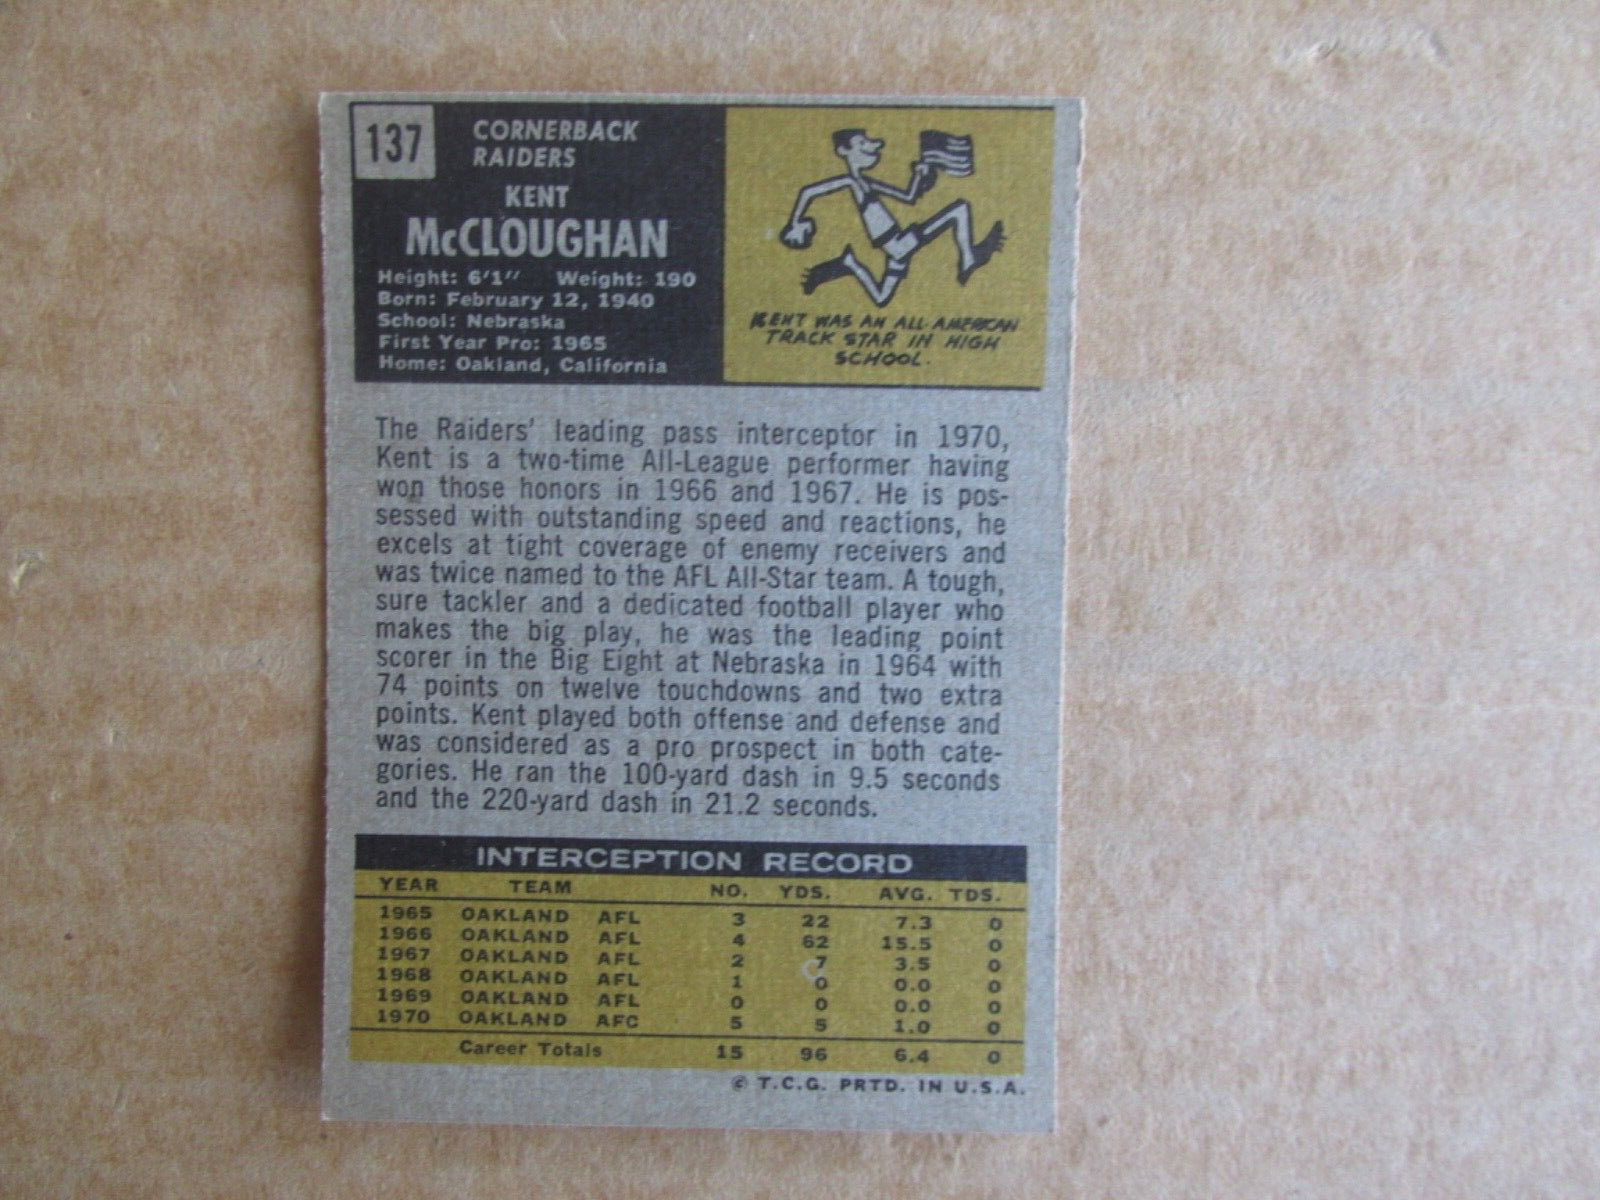 137
CORNERBACK
RAIDERS
KENT
McCLOUGHAN
Height: 6'1'' Weight: 190
Born: February 12, 1940
School: Nebraska
First Year Pro: 1965
Home: Oakland, California
KENT WAS AN ALL-AMERICAN
TRACK STAR IN HIGH
SCHOOL.
The Raiders' leading pass interceptor in 1970,
Kent is a two-time All-League performer having
won those honors in 1966 and 1967. He is pos-
sessed with outstanding speed and reactions, he
excels at tight coverage of enemy receivers and
was twice named to the AFL All-Star team. A tough,
sure tackler and a dedicated football player who
makes the big play, he was the leading point
scorer in the Big Eight at Nebraska in 1964 with
74 points on twelve touchdowns and two extra
points. Kent played both offense and defense and
was considered as a pro prospect in both cate-
gories. He ran the 100-yard dash in 9.5 seconds
and the 220-yard dash in 21.2 seconds.
INTERCEPTION RECORD
YEAR TEAM NO. YDS. AVG. TDS.
1965 OAKLAND AFL 3 22 7.3 0
1966 OAKLAND AFL 4 62 15.5 0
1967 OAKLAND AFL 2 7 3.5 0
1968 OAKLAND AFL 1 0 0.0 0
1969 OAKLAND AFL 0 0 0.0 0
1970 OAKLAND AFC 5 5 1.0 0
Career Totals 15 96 6.4 0
© T.C.G. PRTD. IN U.S.A.